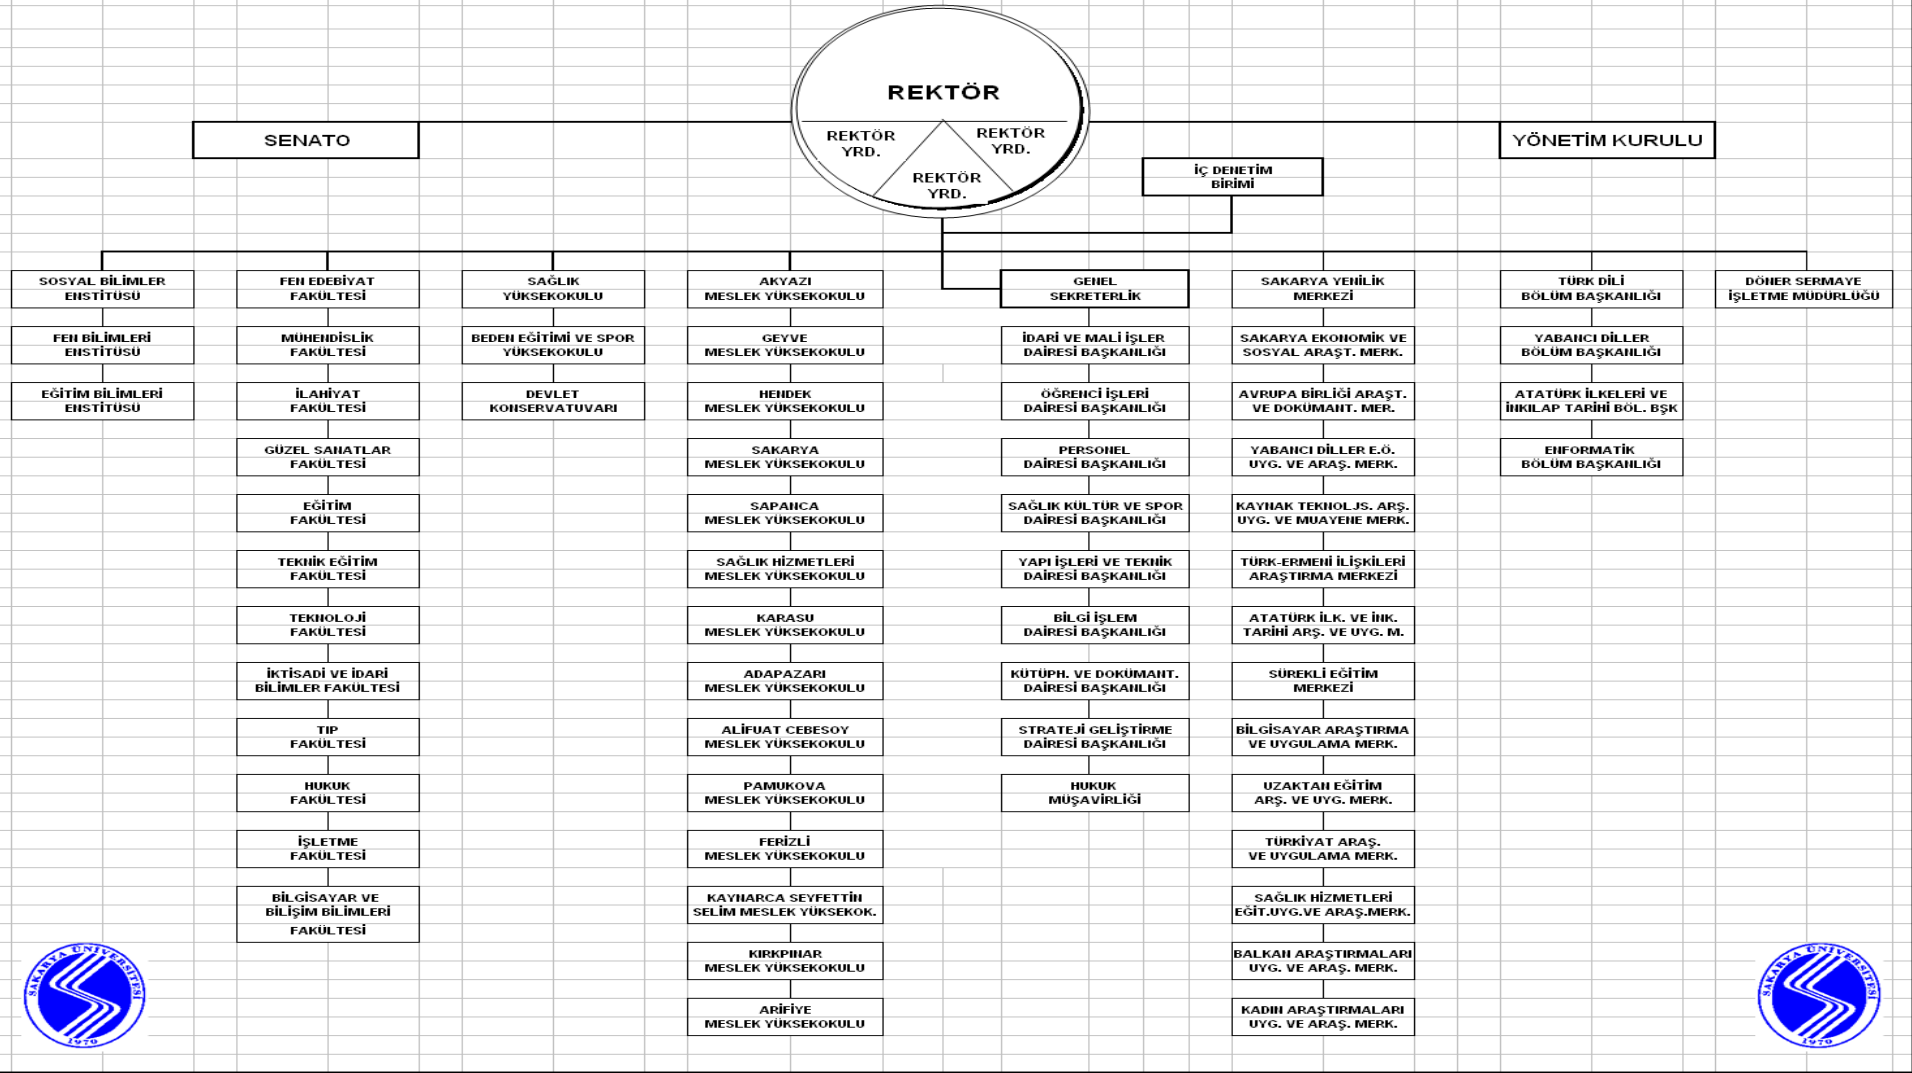 REKTÖR
REKTÖR
YRD.
REKTÖR
YRD.
REKTÖR
YRD.
SENATO
YÖNETİM KURULU
İÇ DENETİM
BİRİMİ
SOSYAL BİLİMLER
ENSTİTÜSÜ
FEN BİLİMLERİ
ENSTİTÜSÜ
EĞİTİM BİLİMLERİ
ENSTİTÜSÜ
FEN EDEBİYAT
FAKÜLTESİ
MÜHENDİSLİK
FAKÜLTESİ
İLAHİYAT
FAKÜLTESİ
GÜZEL SANATLAR
FAKÜLTESİ
EĞİTİM
FAKÜLTESİ
TEKNİK EĞİTİM
FAKÜLTESİ
TEKNOLOJİ
FAKÜLTESİ
İKTİSADİ VE İDARİ
BİLİMLER FAKÜLTESİ
TIP
FAKÜLTESİ
HUKUK
FAKÜLTESİ
İŞLETME
FAKÜLTESİ
BİLGİSAYAR VE
BİLİŞİM BİLİMLERİ
FAKÜLTESİ
SAĞLIK
YÜKSEKOKULU
BEDEN EĞİTİMİ VE SPOR
YÜKSEKOKULU
DEVLET
KONSERVATUVARI
AKYAZI
MESLEK YÜKSEKOKULU
GEYVE
MESLEK YÜKSEKOKULU
HENDEK
MESLEK YÜKSEKOKULU
SAKARYA
MESLEK YÜKSEKOKULU
SAPANCA
MESLEK YÜKSEKOKULU
SAĞLIK HİZMETLERİ
MESLEK YÜKSEKOKULU
KARASU
MESLEK YÜKSEKOKULU
ADAPAZARI
MESLEK YÜKSEKOKULU
ALİFUAT CEBESOY
MESLEK YÜKSEKOKULU
PAMUKOVA
MESLEK YÜKSEKOKULU
FERİZLİ
MESLEK YÜKSEKOKULU
KAYNARCA SEYFETTİN
SELİM MESLEK YÜKSEKOK.
KIRKPINAR
MESLEK YÜKSEKOKULU
ARİFİYE
MESLEK YÜKSEKOKULU
GENEL
SEKRETERLİK
İDARİ VE MALİ İŞLER
DAİRESİ BAŞKANLIĞI
ÖĞRENCİ İŞLERİ
DAİRESİ BAŞKANLIĞI
PERSONEL
DAİRESİ BAŞKANLIĞI
SAĞLIK KÜLTÜR VE SPOR
DAİRESİ BAŞKANLIĞI
YAPI İŞLERİ VE TEKNİK
DAİRESİ BAŞKANLIĞI
BİLGİ İŞLEM
DAİRESİ BAŞKANLIĞI
KÜTÜPH. VE DOKÜMANT.
DAİRESİ BAŞKANLIĞI
STRATEJİ GELİŞTİRME
DAİRESİ BAŞKANLIĞI
HUKUK
MÜŞAVİRLİĞİ
SAKARYA YENİLİK
MERKEZİ
SAKARYA EKONOMİK VE
SOSYAL ARAŞT. MERK.
AVRUPA BİRLİĞİ ARAŞT.
VE DOKÜMANT. MER.
YABANCI DİLLER E.Ö.
UYG. VE ARAŞ. MERK.
KAYNAK TEKNOLJS. ARŞ.
UYG. VE MUAYENE MERK.
TÜRK-ERMENİ İLİŞKİLERİ
ARAŞTIRMA MERKEZİ
ATATÜRK İLK. VE İNK.
TARİHİ ARŞ. VE UYG. M.
SÜREKLİ EĞİTİM
MERKEZİ
BİLGİSAYAR ARAŞTIRMA
VE UYGULAMA MERK.
UZAKTAN EĞİTİM
ARŞ. VE UYG. MERK.
TÜRKİYAT ARAŞ.
VE UYGULAMA MERK.
SAĞLIK HİZMETLERİ
EĞİT.UYG.VE ARAŞ.MERK.
BALKAN ARAŞTIRMALARI
UYG. VE ARAŞ. MERK.
KADIN ARAŞTIRMALARI
UYG. VE ARAŞ. MERK.
TÜRK DİLİ
BÖLÜM BAŞKANLIĞI
YABANCI DİLLER
BÖLÜM BAŞKANLIĞI
ATATÜRK İLKELERİ VE
İNKILAP TARİHİ BÖL. BŞK
ENFORMATİK
BÖLÜM BAŞKANLIĞI
DÖNER SERMAYE
İŞLETME MÜDÜRLÜĞÜ
SAKARYA ÜNİVERSİTESİ
1970
SAKARYA ÜNİVERSİTESİ
1970